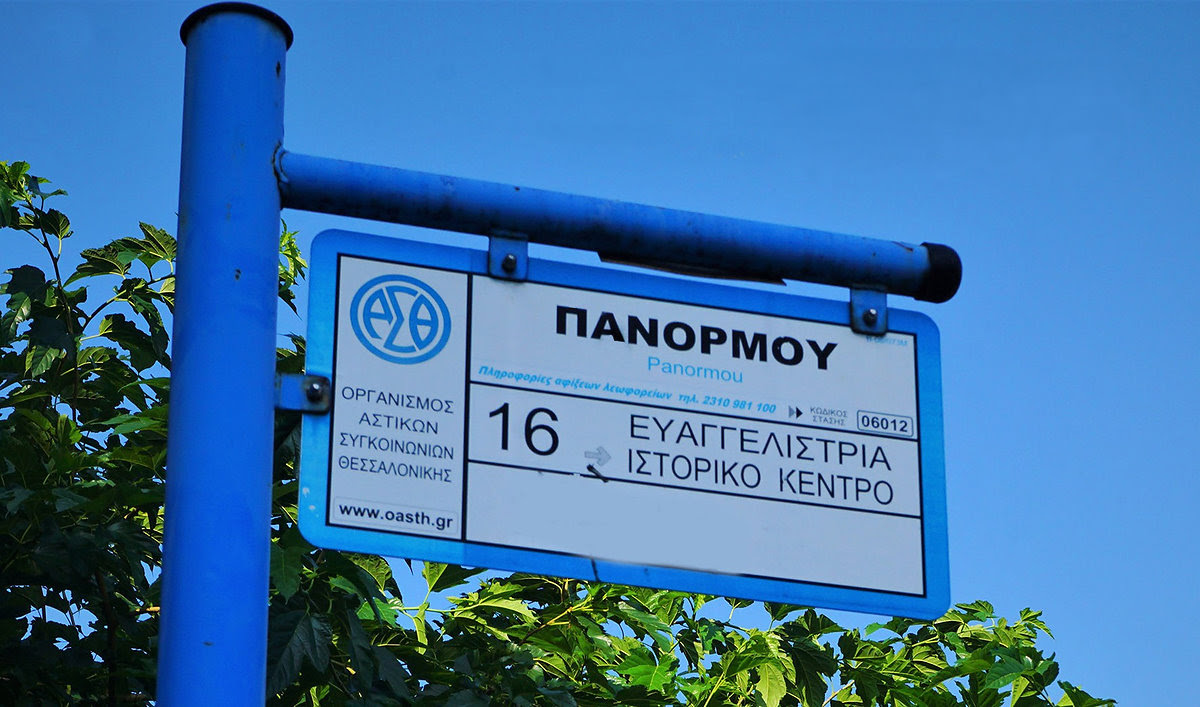 ΑΣΘ
ΟΡΓΑΝΙΣΜΟΣ
ΑΣΤΙΚΩΝ
ΣΥΓΚΟΙΝΩΝΙΩΝ
ΘΕΣΣΑΛΟΝΙΚΗΣ
www.oasth.gr
ΠΑΝΟΡΜΟΥ
Panormou
Πληροφορίες αφίξεων λεωφορείων τηλ. 2310 981 100
ΚΩΔΙΚΟΣ
ΣΤΑΣΗΣ
06012
16
ΕΥΑΓΓΕΛΙΣΤΡΙΑ
ΙΣΤΟΡΙΚΟ ΚΕΝΤΡΟ